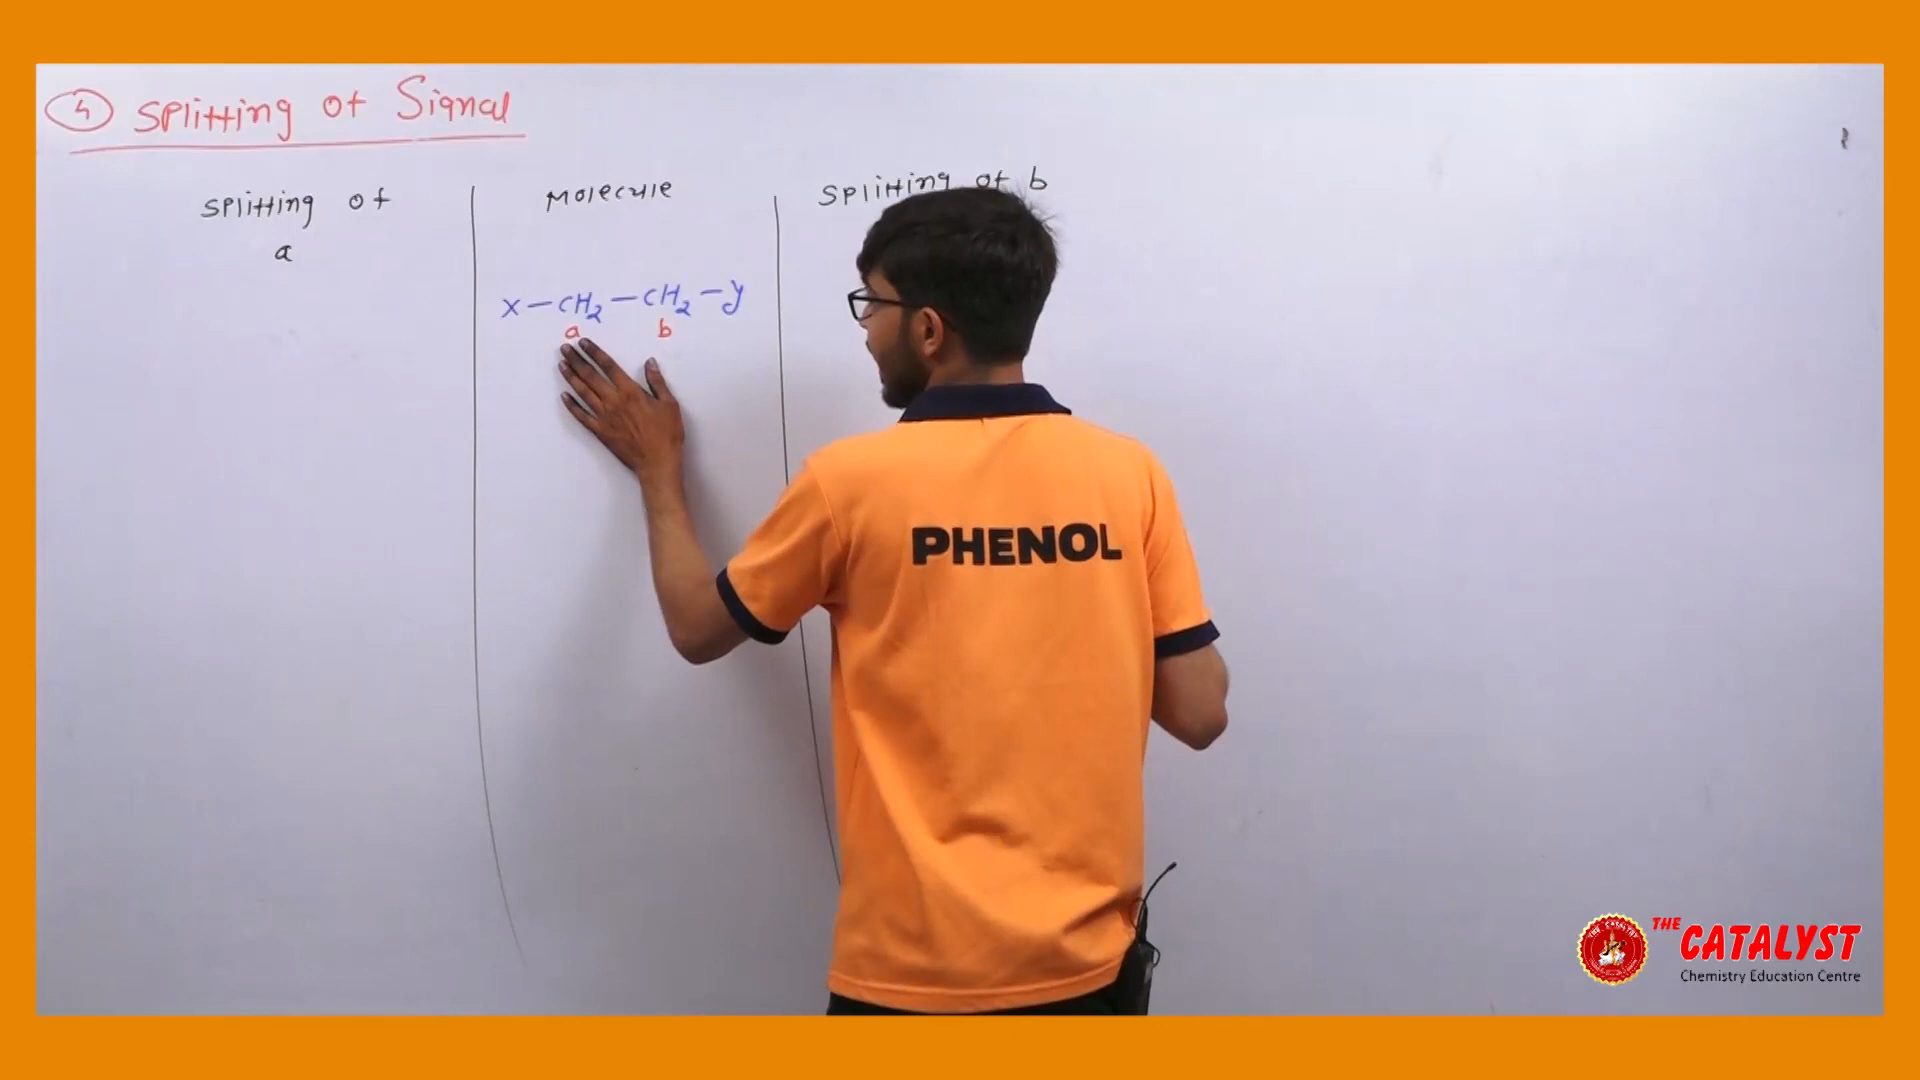 4 Splitting of Signal
Splitting of
a
Molecule
Splitting of b
X-CH2-CH2-y
a b
PHENOL
THE CATALYST
Chemistry Education Centre